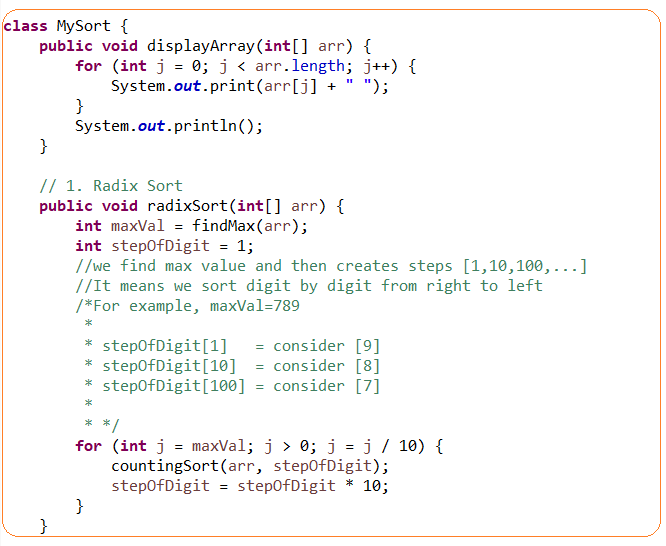 class MySort {
    public void displayArray(int[] arr) {
        for (int j = 0; j < arr.length; j++) {
            System.out.print(arr[j] + " ");
        }
        System.out.println();
    }

    // 1. Radix Sort
    public void radixSort(int[] arr) {
        int maxVal = findMax(arr);
        int stepOfDigit = 1;
        //we find max value and then creates steps [1,10,100,...]
        //It means we sort digit by digit from right to left
        /*For example, maxVal=789
         *
         * stepOfDigit[1]   = consider [9]
         * stepOfDigit[10]  = consider [8]
         * stepOfDigit[100] = consider [7]
         *
         * */
        for (int j = maxVal; j > 0; j = j / 10) {
            countingSort(arr, stepOfDigit);
            stepOfDigit = stepOfDigit * 10;
        }
    }